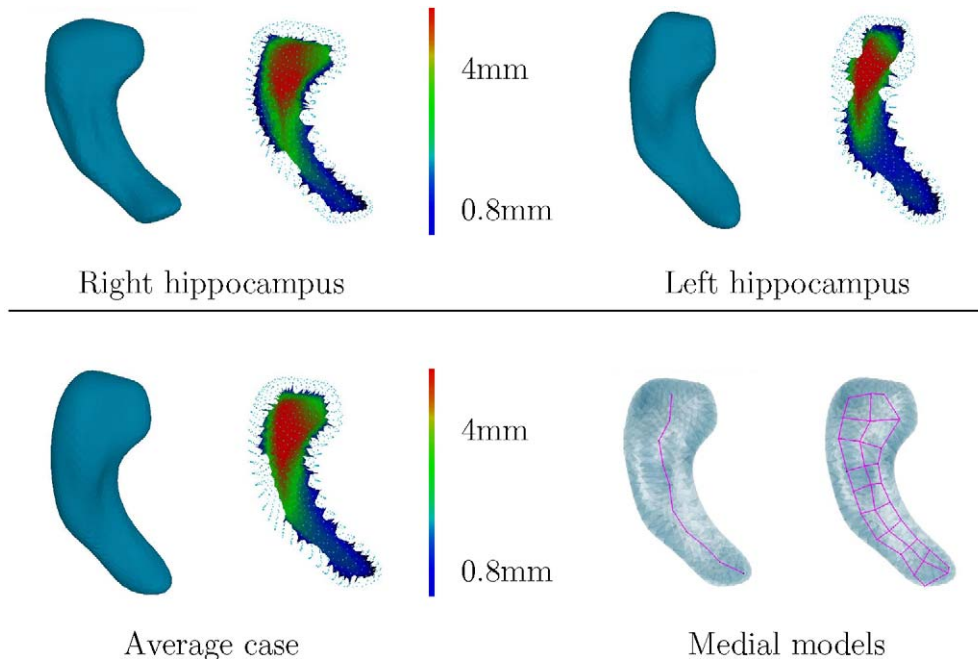 4mm
0.8mm
Right hippocampus
Left hippocampus
4mm
0.8mm
Average case
Medial models